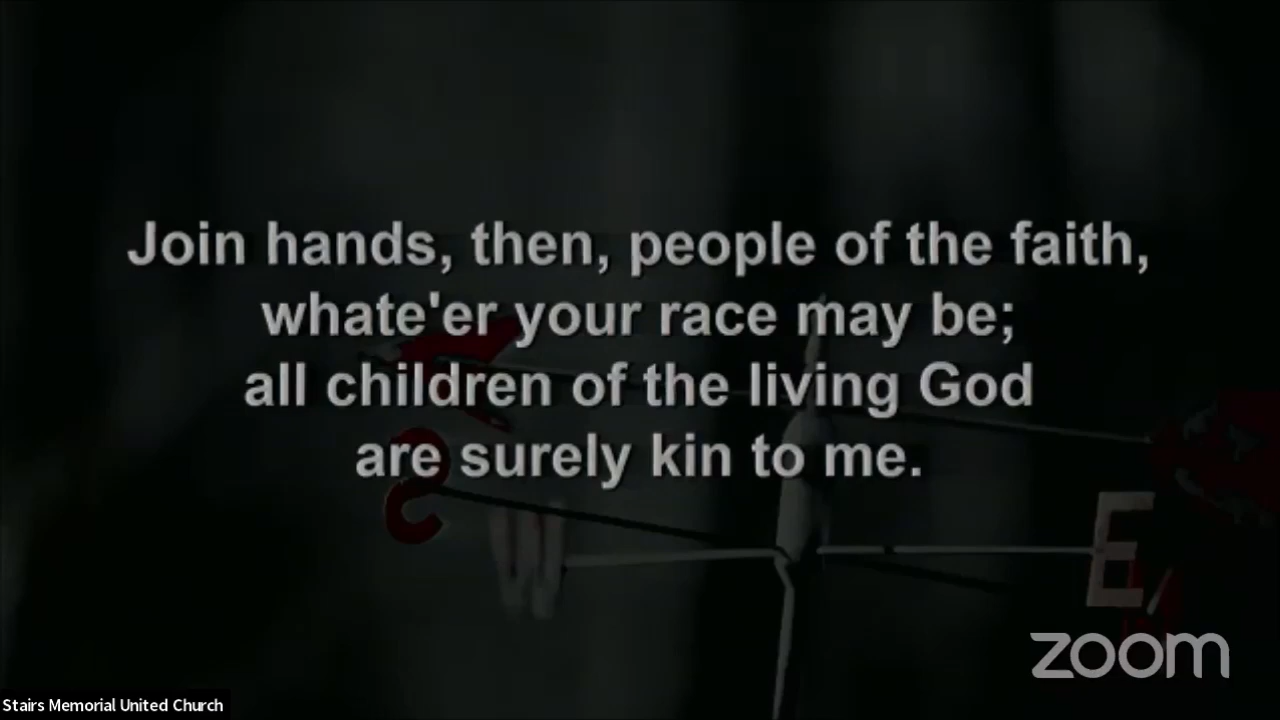 Join hands, then, people of the faith,
whate'er your race may be;
all children of the living God
are surely kin to me.
S
W
E
zoom
Stairs Memorial United Church